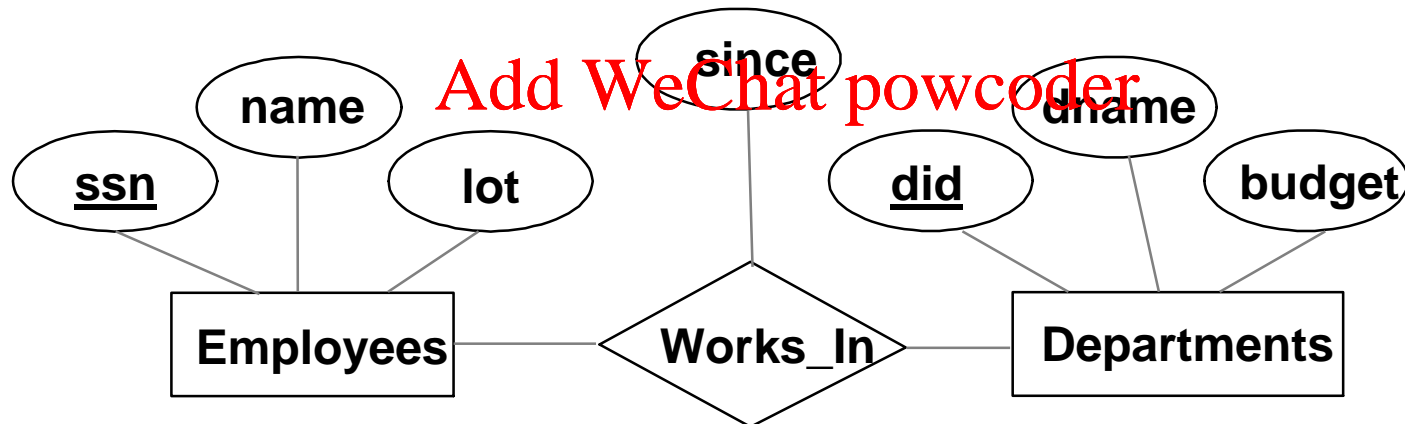 since
Add WeChat powcoder
name
dname
ssn
lot
did
budget
Employees
Works_In
Departments